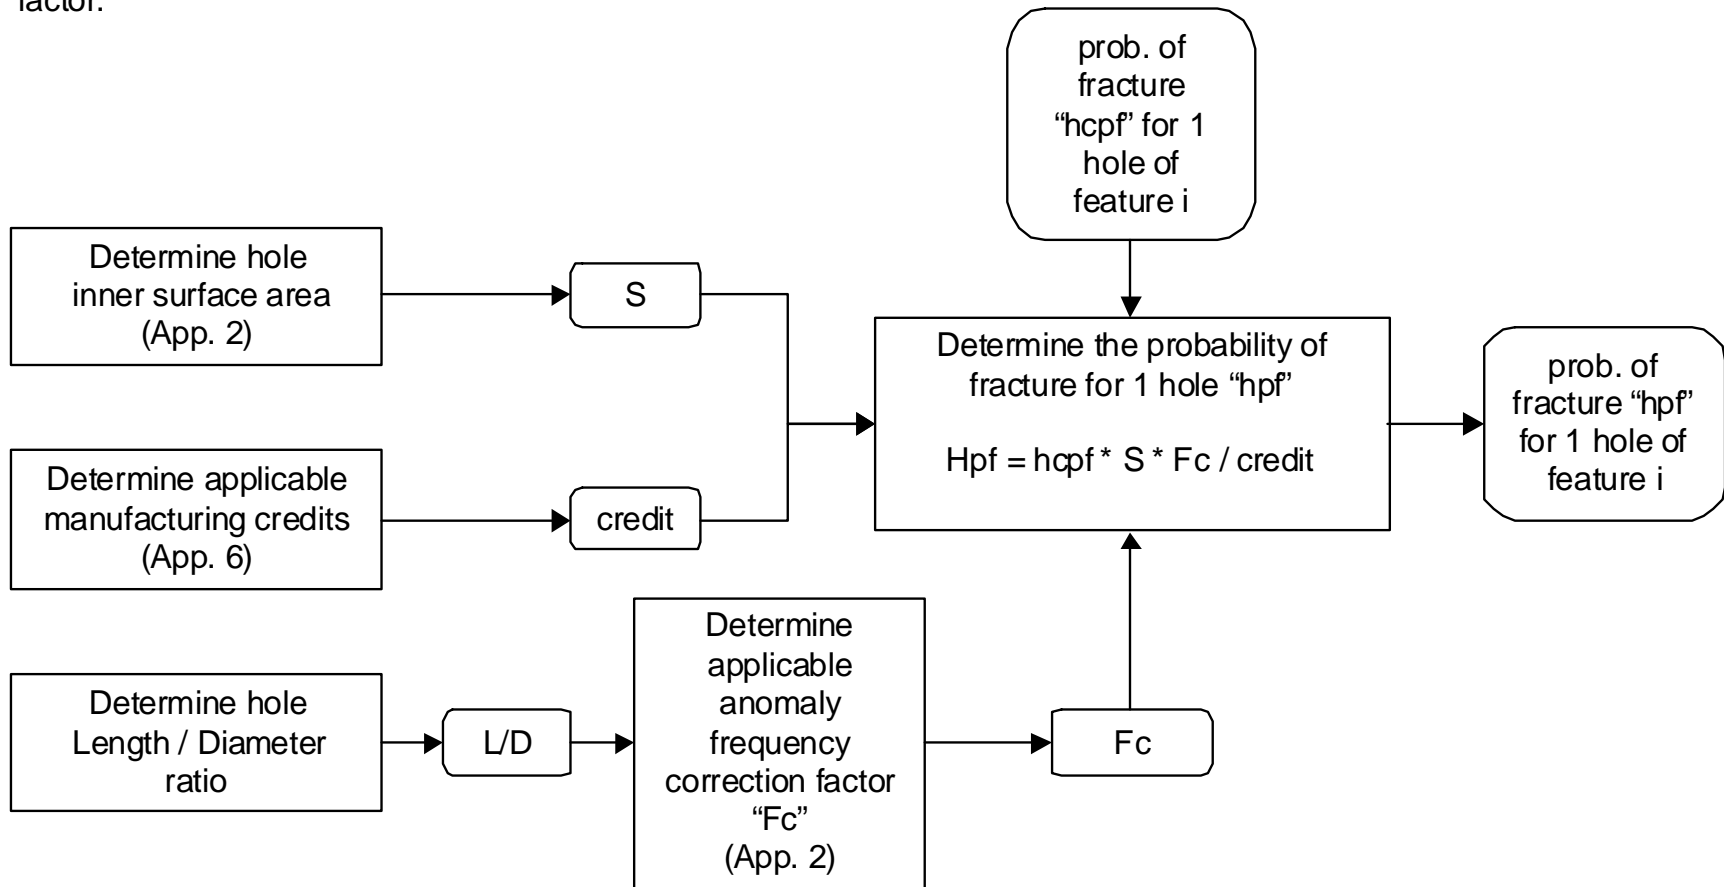 factor.
prob. of
fracture
“hcpf” for 1
hole of
feature i
Determine hole
inner surface area
(App. 2)
S
Determine the probability of
fracture for 1 hole “hpf”
Hpf = hcpf * S * Fc / credit
prob. of
fracture “hpf”
for 1 hole of
feature i
Determine applicable
manufacturing credits
(App. 6)
credit
Determine hole
Length / Diameter
ratio
L/D
Determine
applicable
anomaly
frequency
correction factor
“Fc”
(App. 2)
Fc